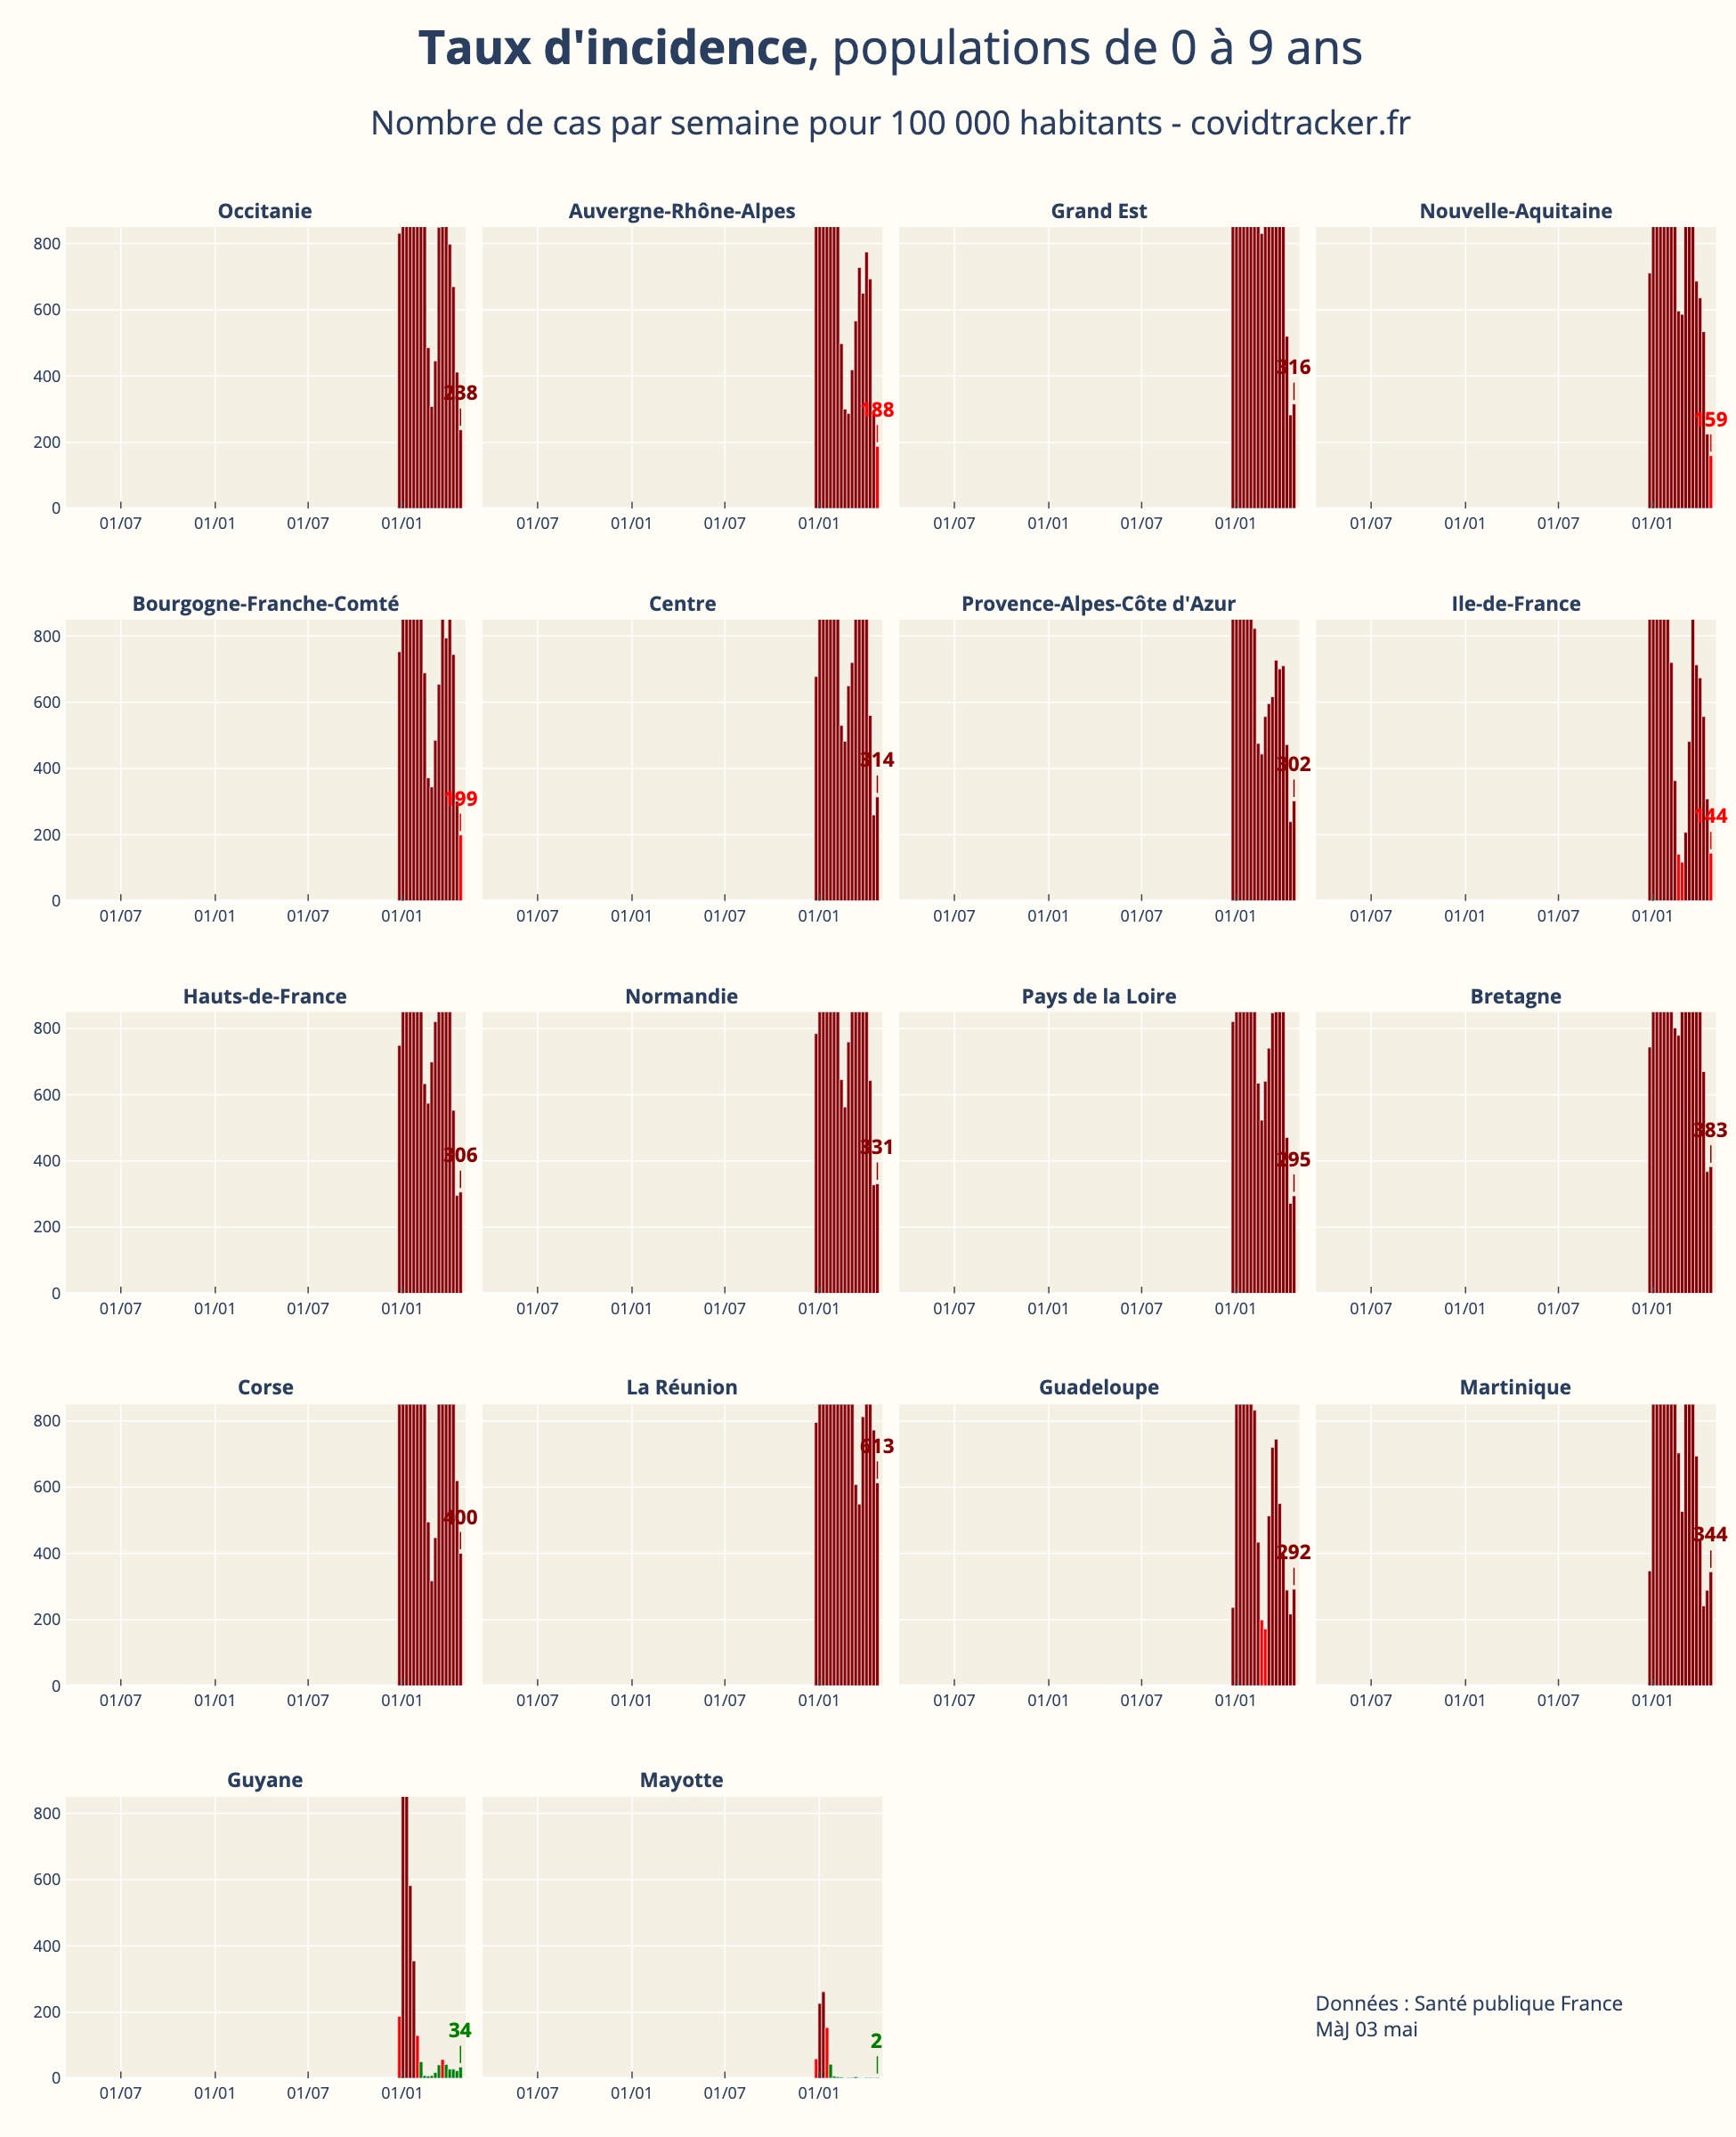 Taux d'incidence, populations de 0 à 9 ans
Nombre de cas par semaine pour 100 000 habitants - covidtracker.fr
Occitanie
Auvergne-Rhône-Alpes
Grand Est
Nouvelle-Aquitaine
800
600
400
200
0
238
188
316
159
01/07 01/01 01/07 01/01
01/07 01/01 01/07 01/01
01/07 01/01 01/07 01/01
01/07 01/01 01/07 01/01
Bourgogne-Franche-Comté
Centre
Provence-Alpes-Côte d'Azur
Ile-de-France
800
600
400
200
0
199
314
302
144
01/07 01/01 01/07 01/01
01/07 01/01 01/07 01/01
01/07 01/01 01/07 01/01
01/07 01/01 01/07 01/01
Hauts-de-France
Normandie
Pays de la Loire
Bretagne
800
600
400
200
0
306
331
295
383
01/07 01/01 01/07 01/01
01/07 01/01 01/07 01/01
01/07 01/01 01/07 01/01
01/07 01/01 01/07 01/01
Corse
La Réunion
Guadeloupe
Martinique
800
600
400
200
0
400
613
292
344
01/07 01/01 01/07 01/01
01/07 01/01 01/07 01/01
01/07 01/01 01/07 01/01
01/07 01/01 01/07 01/01
Guyane
Mayotte
800
600
400
200
0
34
2
01/07 01/01 01/07 01/01
01/07 01/01 01/07 01/01
Données : Santé publique France
MàJ 03 mai